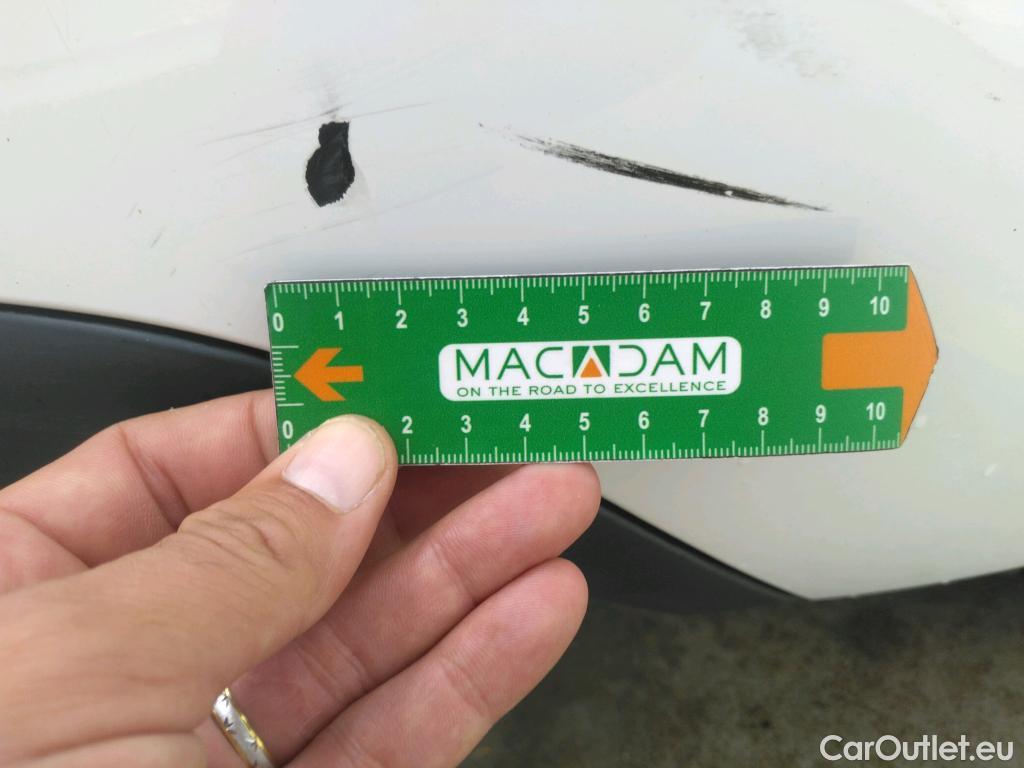 0 1 2 3 4 5 6 7 8 9 10
MACADAM
ON THE ROAD TO EXCELLENCE
0 2 3 4 5 6 7 8 9 10
CarOutlet.eu